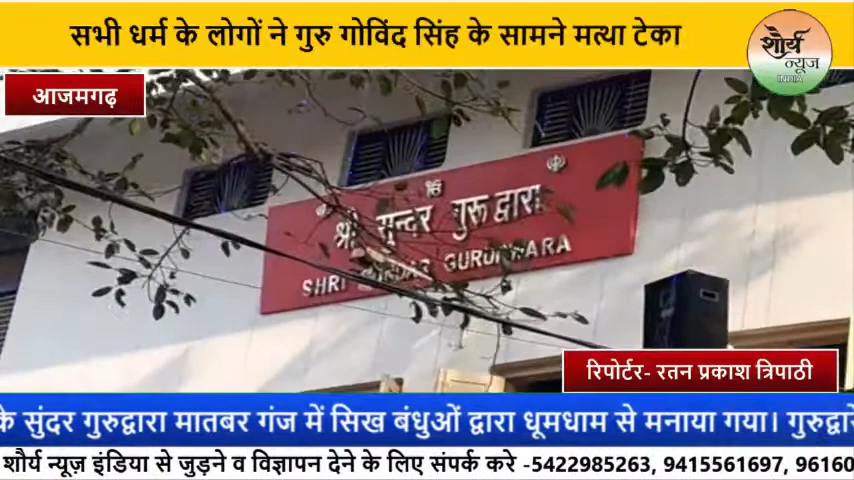 सभी धर्म के लोगों ने गुरु गोविंद सिंह के सामने मत्था टेका
शौर्य
न्यूज
INDIA
आजमगढ़
श्री सुन्दर गुरू द्वारा
SHRI SUNDAR GURUDWARA
रिपोर्टर- रतन प्रकाश त्रिपाठी
के सुंदर गुरुद्वारा मातबर गंज में सिख बंधुओं द्वारा धूमधाम से मनाया गया। गुरुद्वारे
शौर्य न्यूज़ इंडिया से जुड़ने व विज्ञापन देने के लिए संपर्क करे -5422985263, 9415561697, 96160